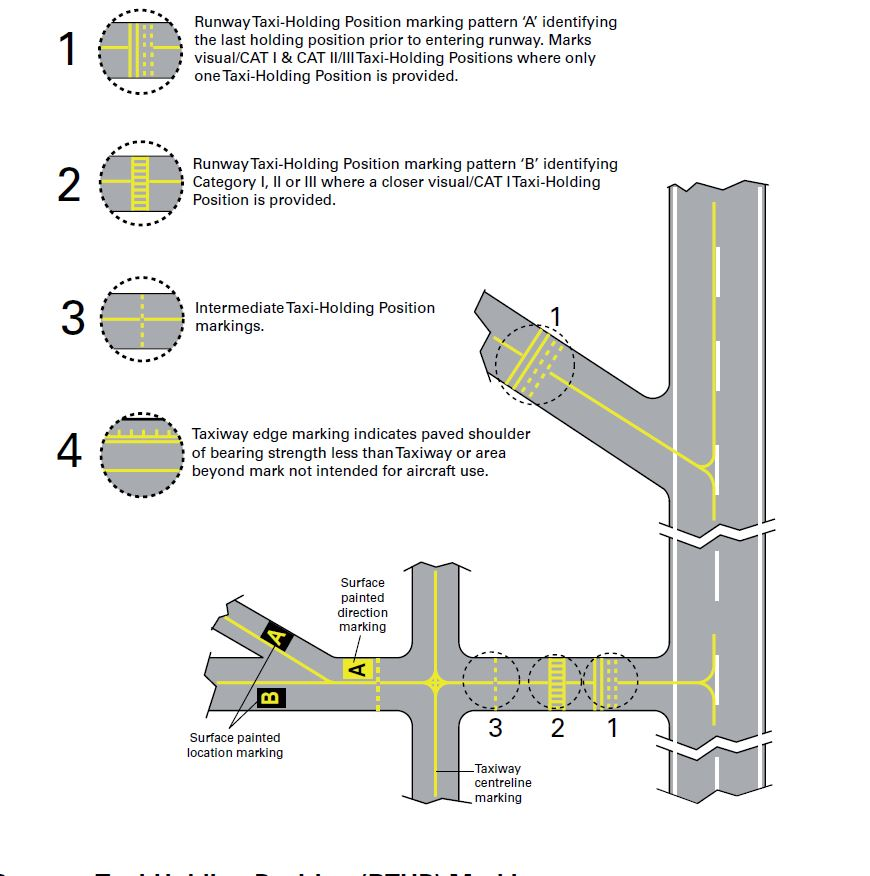 1
Runway Taxi-Holding Position marking pattern ‘A’ identifying
the last holding position prior to entering runway. Marks
visual/CAT I & CAT II/III Taxi-Holding Positions where only
one Taxi-Holding Position is provided.
2
Runway Taxi-Holding Position marking pattern ‘B’ identifying
Category I, II or III where a closer visual/CAT I Taxi-Holding
Position is provided.
3
Intermediate Taxi-Holding Position
markings.
1
4
Taxiway edge marking indicates paved shoulder
of bearing strength less than Taxiway or area
beyond mark not intended for aircraft use.
Surface
painted
direction
marking
A
A
B
3
2
1
Surface painted
location marking
Taxiway
centreline
marking